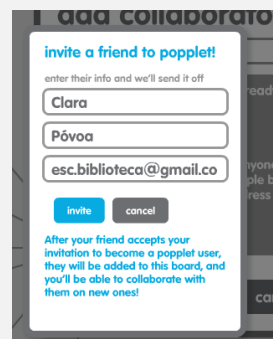 add collaborato
invite a friend to popplet!
enter their info and we'll send it off
Clara
Póvoa
esc.biblioteca@gmail.co
invite
cancel
After your friend accepts your
invitation to become a popplet user,
they will be added to this board, and
you'll be able to collaborate with
them on new ones!